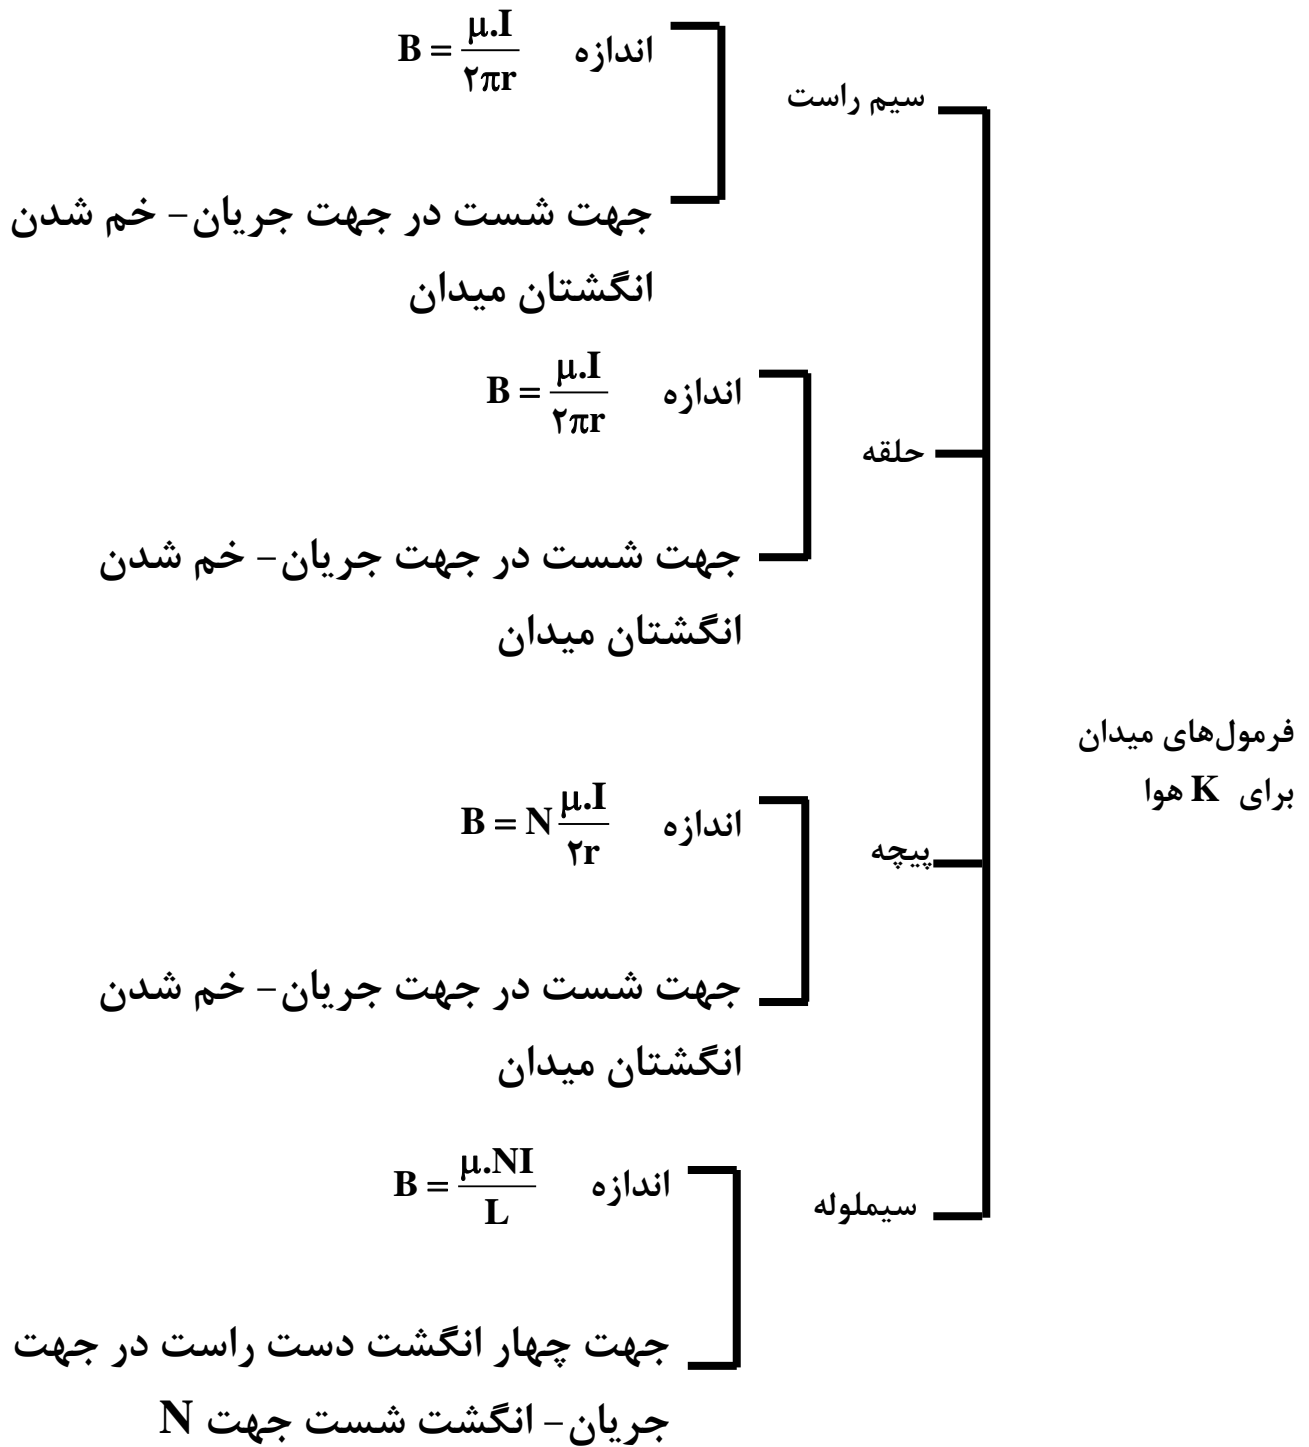 فرمول‌های میدان
برای K هوا
سیم راست
اندازه B = μ.I / ۲πr
جهت شست در جهت جریان- خم شدن
انگشتان میدان
حلقه
اندازه B = μ.I / ۲πr
جهت شست در جهت جریان- خم شدن
انگشتان میدان
پیچه
اندازه B = N μ.I / ۲r
جهت شست در جهت جریان- خم شدن
انگشتان میدان
سیملوله
اندازه B = μ.NI / L
جهت چهار انگشت دست راست در جهت
جریان- انگشت شست جهت N